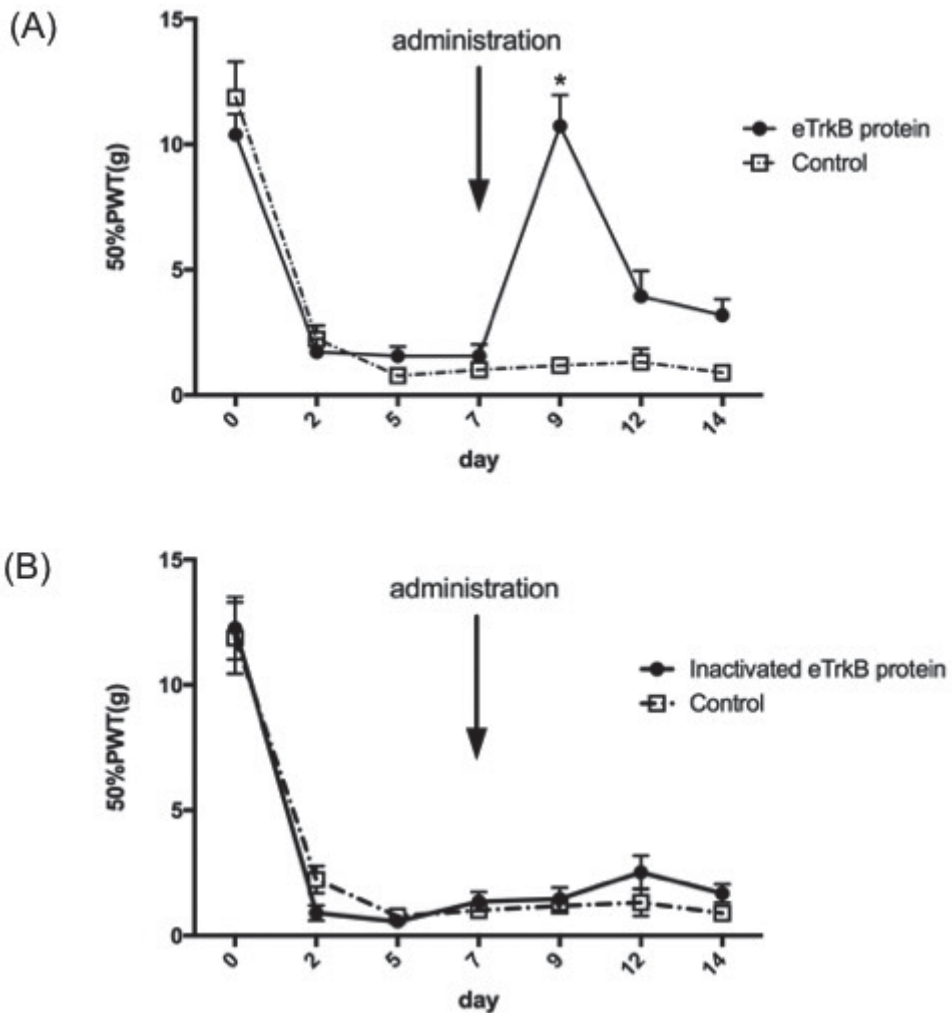 (A)
15
10
5
0
50%PWT(g)
administration
*
eTrkB protein
Control
0 2 5 7 9 12 14
day
(B)
15
10
5
0
50%PWT(g)
administration
Inactivated eTrkB protein
Control
0 2 5 7 9 12 14
day